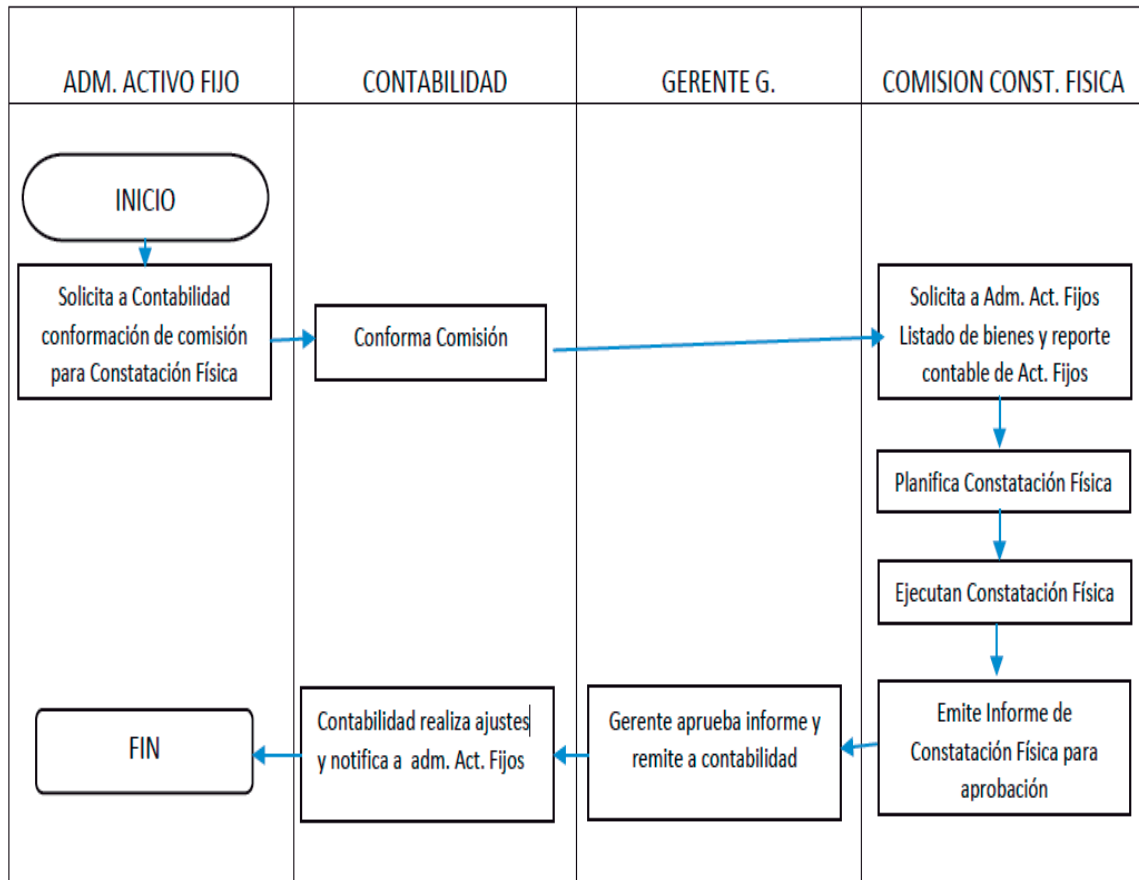 ADM. ACTIVO FIJO
CONTABILIDAD
GERENTE G.
COMISION CONST. FISICA
INICIO
Solicita a Contabilidad
conformación de comisión
para Constatación Física
Conforma Comisión
Solicita a Adm. Act. Fijos
Listado de bienes y reporte
contable de Act. Fijos
Planifica Constatación Física
Ejecutan Constatación Física
Emite Informe de
Constatación Física para
aprobación
Gerente aprueba informe y
remite a contabilidad
Contabilidad realiza ajustes
y notifica a adm. Act. Fijos
FIN